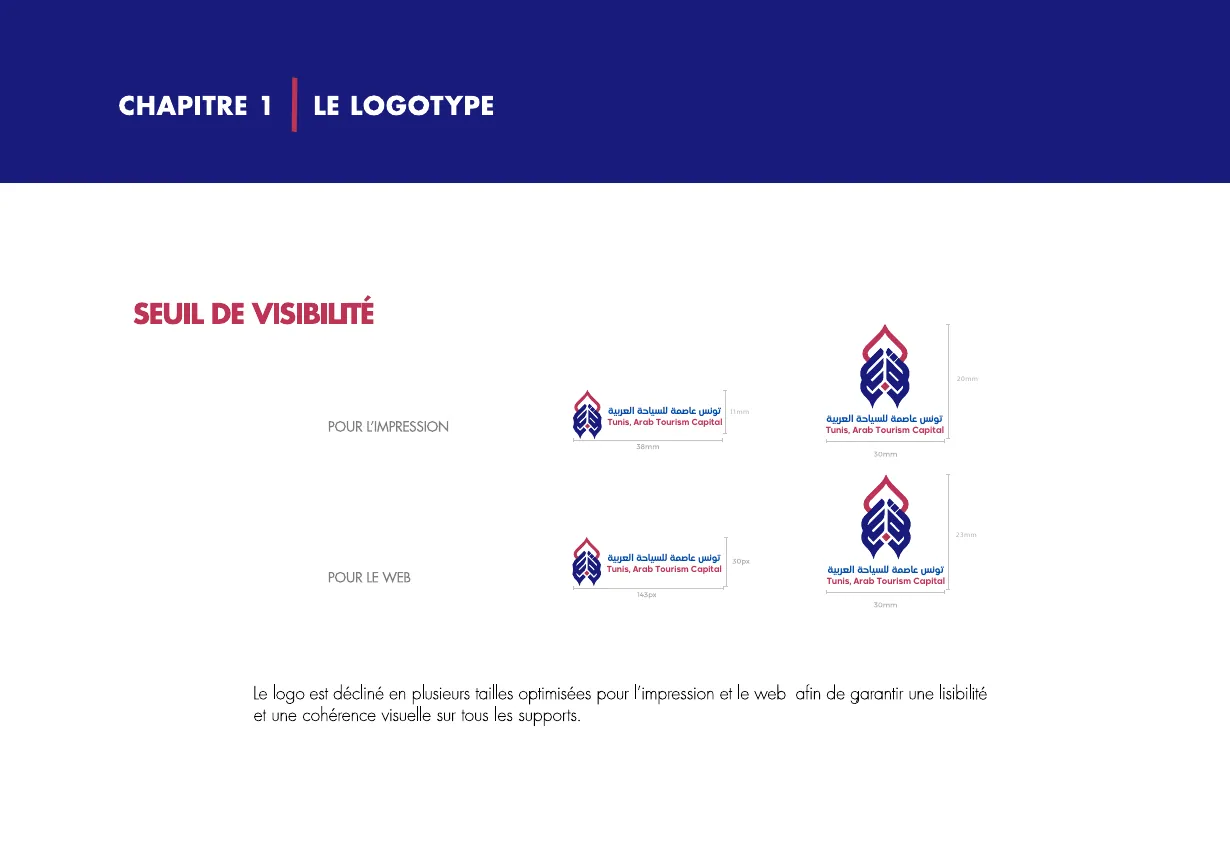 CHAPITRE 1 | LE LOGOTYPE
SEUIL DE VISIBILITÉ
20mm
تونس عاصمة للسياحة العربية
Tunis, Arab Tourism Capital
11mm
38mm
تونس عاصمة للسياحة العربية
Tunis, Arab Tourism Capital
30mm
POUR L'IMPRESSION
23mm
تونس عاصمة للسياحة العربية
Tunis, Arab Tourism Capital
30px
143px
تونس عاصمة للسياحة العربية
Tunis, Arab Tourism Capital
30mm
POUR LE WEB
Le logo est décliné en plusieurs tailles optimisées pour l'impression et le web afin de garantir une lisibilité
et une cohérence visuelle sur tous les supports.